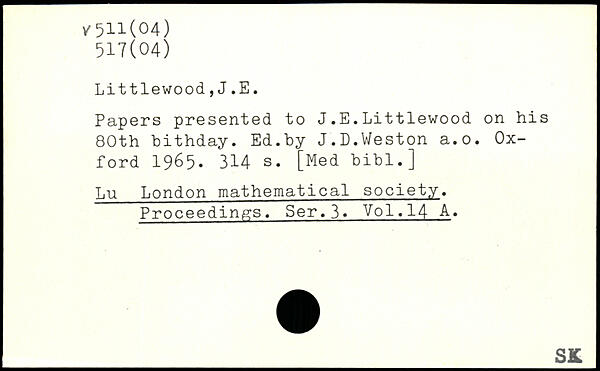 v 511(04)
517(04)
Littlewood,J.E.
Papers presented to J.E.Littlewood on his
80th bithday. Ed.by J.D.Weston a.o. Ox-
ford 1965. 314 s. [Med bibl.]
Lu London mathematical society.
Proceedings. Ser.3. Vol.14 A.
SK